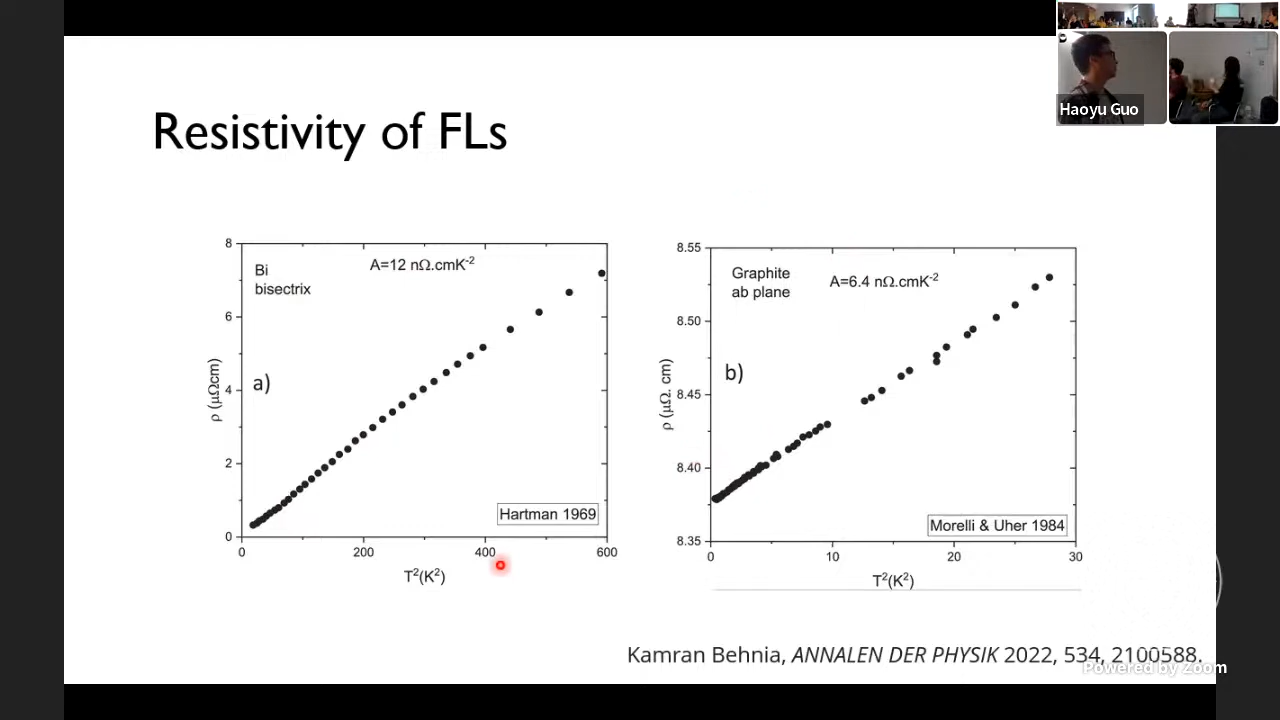 Haoyu Guo
Resistivity of FLs
8
6
4
2
0
0
200
400
600
ρ (μΩcm)
T²(K²)
Bi
bisectrix
A=12 nΩ.cmK⁻²
a)
Hartman 1969
8.55
8.50
8.45
8.40
8.35
0
10
20
30
ρ (μΩ. cm)
T²(K²)
Graphite
ab plane
A=6.4 nΩ.cmK⁻²
b)
Morelli & Uher 1984
Kamran Behnia, ANNALEN DER PHYSIK 2022, 534, 2100588.
Powered by Zoom